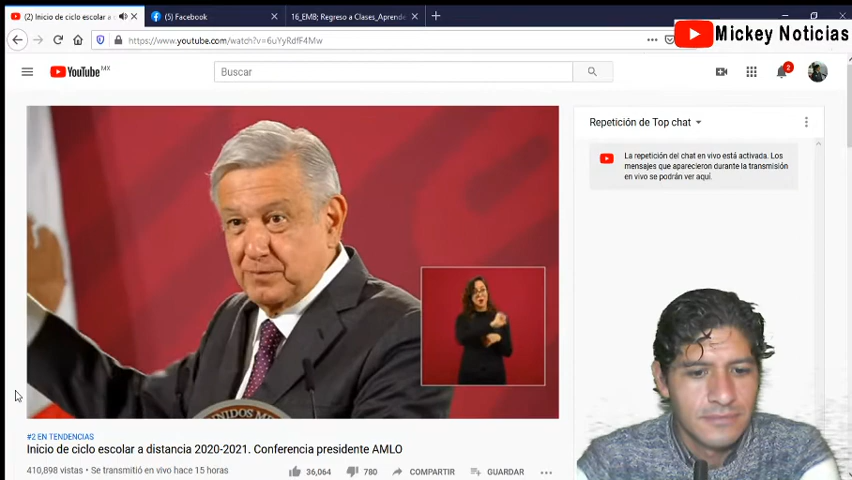 (2) Inicio de ciclo escolar a
(5) Facebook
16_EMB; Regreso a Clases_Aprende
https://www.youtube.com/watch?v=6uYyRdfF4Mw
Mickey Noticias
YouTube MX
Buscar
2
Repetición de Top chat
La repetición del chat en vivo está activada. Los
mensajes que aparecieron durante la transmisión
en vivo se podrán ver aquí.
#2 EN TENDENCIAS
Inicio de ciclo escolar a distancia 2020-2021. Conferencia presidente AMLO
410,898 vistas • Se transmitió en vivo hace 15 horas
36,064
780
COMPARTIR
GUARDAR